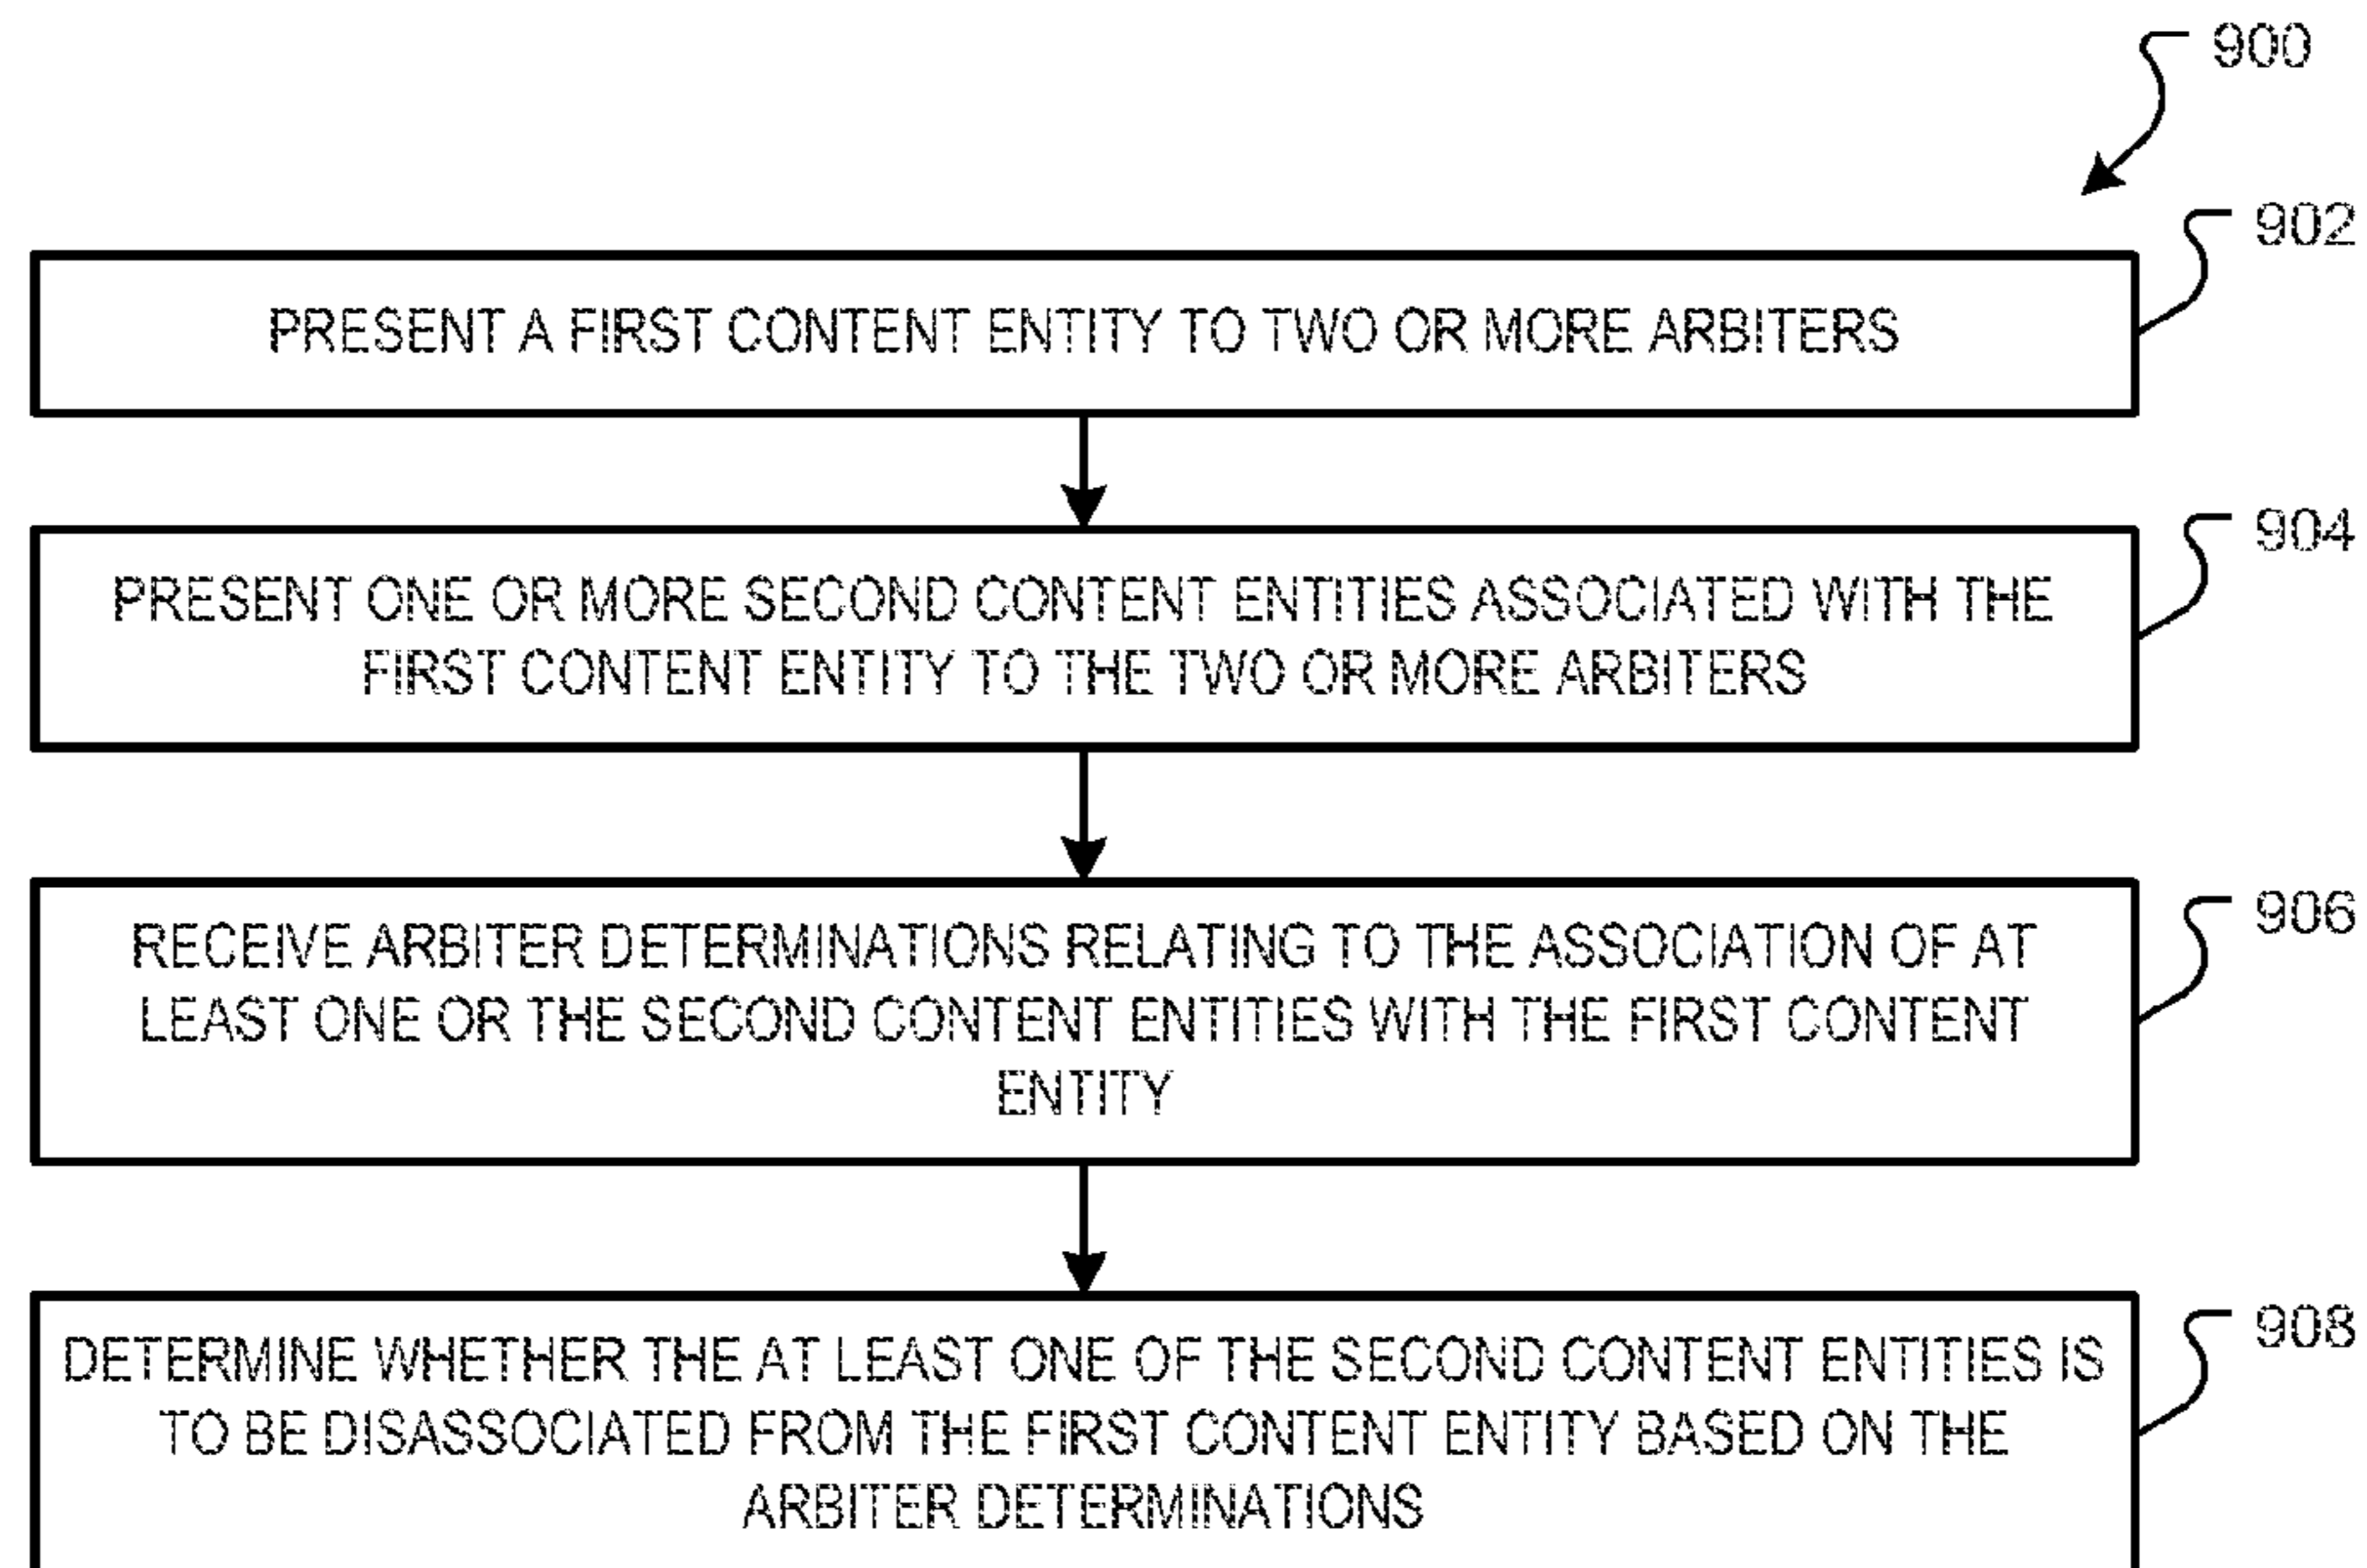 900
902
PRESENT A FIRST CONTENT ENTITY TO TWO OR MORE ARBITERS
904
PRESENT ONE OR MORE SECOND CONTENT ENTITIES ASSOCIATED WITH THE
FIRST CONTENT ENTITY TO THE TWO OR MORE ARBITERS
906
RECEIVE ARBITER DETERMINATIONS RELATING TO THE ASSOCIATION OF AT
LEAST ONE OR THE SECOND CONTENT ENTITIES WITH THE FIRST CONTENT
ENTITY
908
DETERMINE WHETHER THE AT LEAST ONE OF THE SECOND CONTENT ENTITIES IS
TO BE DISASSOCIATED FROM THE FIRST CONTENT ENTITY BASED ON THE
ARBITER DETERMINATIONS